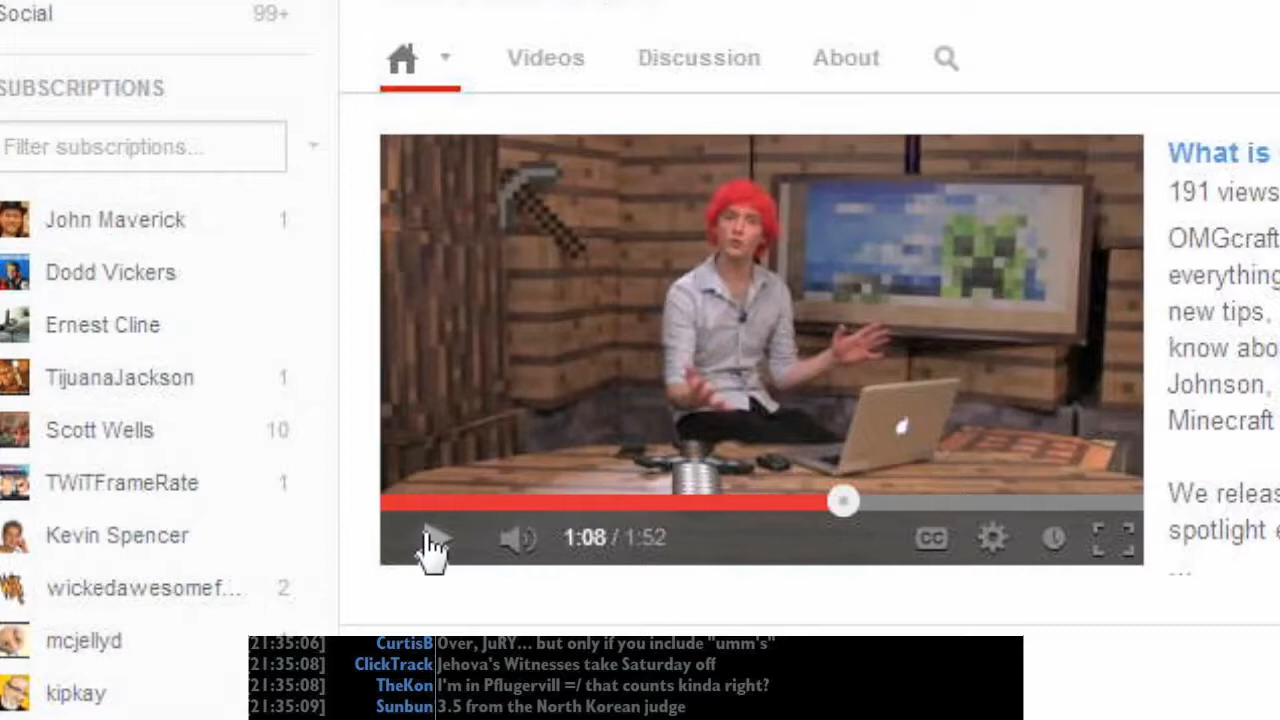 Social 99+
SUBSCRIPTIONS
Filter subscriptions...
John Maverick 1
Dodd Vickers
Ernest Cline
TijuanaJackson 1
Scott Wells 10
TWiTFrameRate 1
Kevin Spencer
wickedawesomef... 2
mcjellyd
kipkay
Videos Discussion About
What is
191 views
OMGcraft
everything
new tips,
know abo
Johnson,
Minecraft
We releas
spotlight e
...
1:08 / 1:52 CC
[21:35:06] CurtisB Over, JuRY... but only if you include "umm's"
[21:35:08] ClickTrack Jehova's Witnesses take Saturday off
[21:35:08] TheKon I'm in Pflugervill =/ that counts kinda right?
[21:35:09] Sunbun 3.5 from the North Korean judge